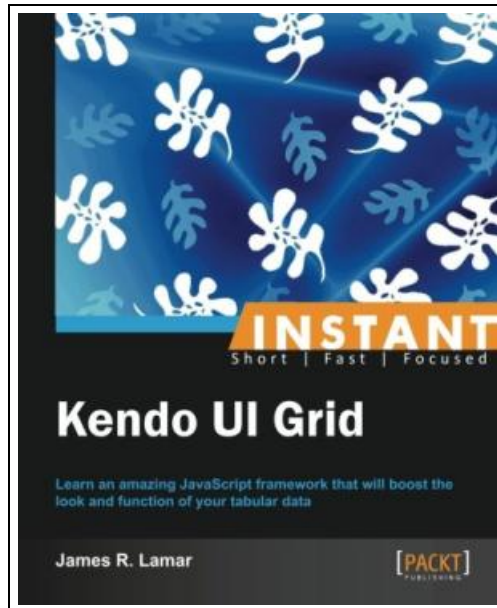 INSTANT
Short | Fast | Focused
Kendo UI Grid
Learn an amazing JavaScript framework that will boost the
look and function of your tabular data
James R. Lamar
[PACKT]
PUBLISHING